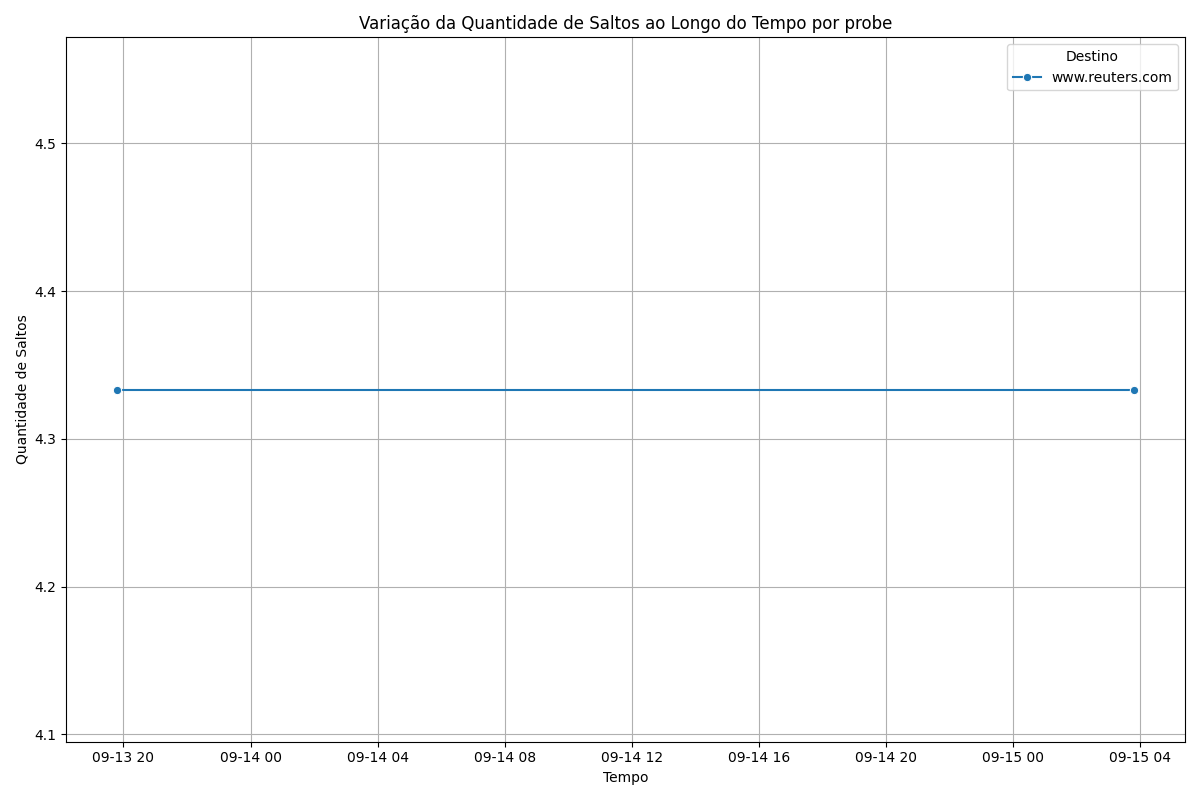 Variação da Quantidade de Saltos ao Longo do Tempo por probe
Destino
www.reuters.com
Quantidade de Saltos
4.5
4.4
4.3
4.2
4.1
09-13 20 09-14 00 09-14 04 09-14 08 09-14 12 09-14 16 09-14 20 09-15 00 09-15 04
Tempo